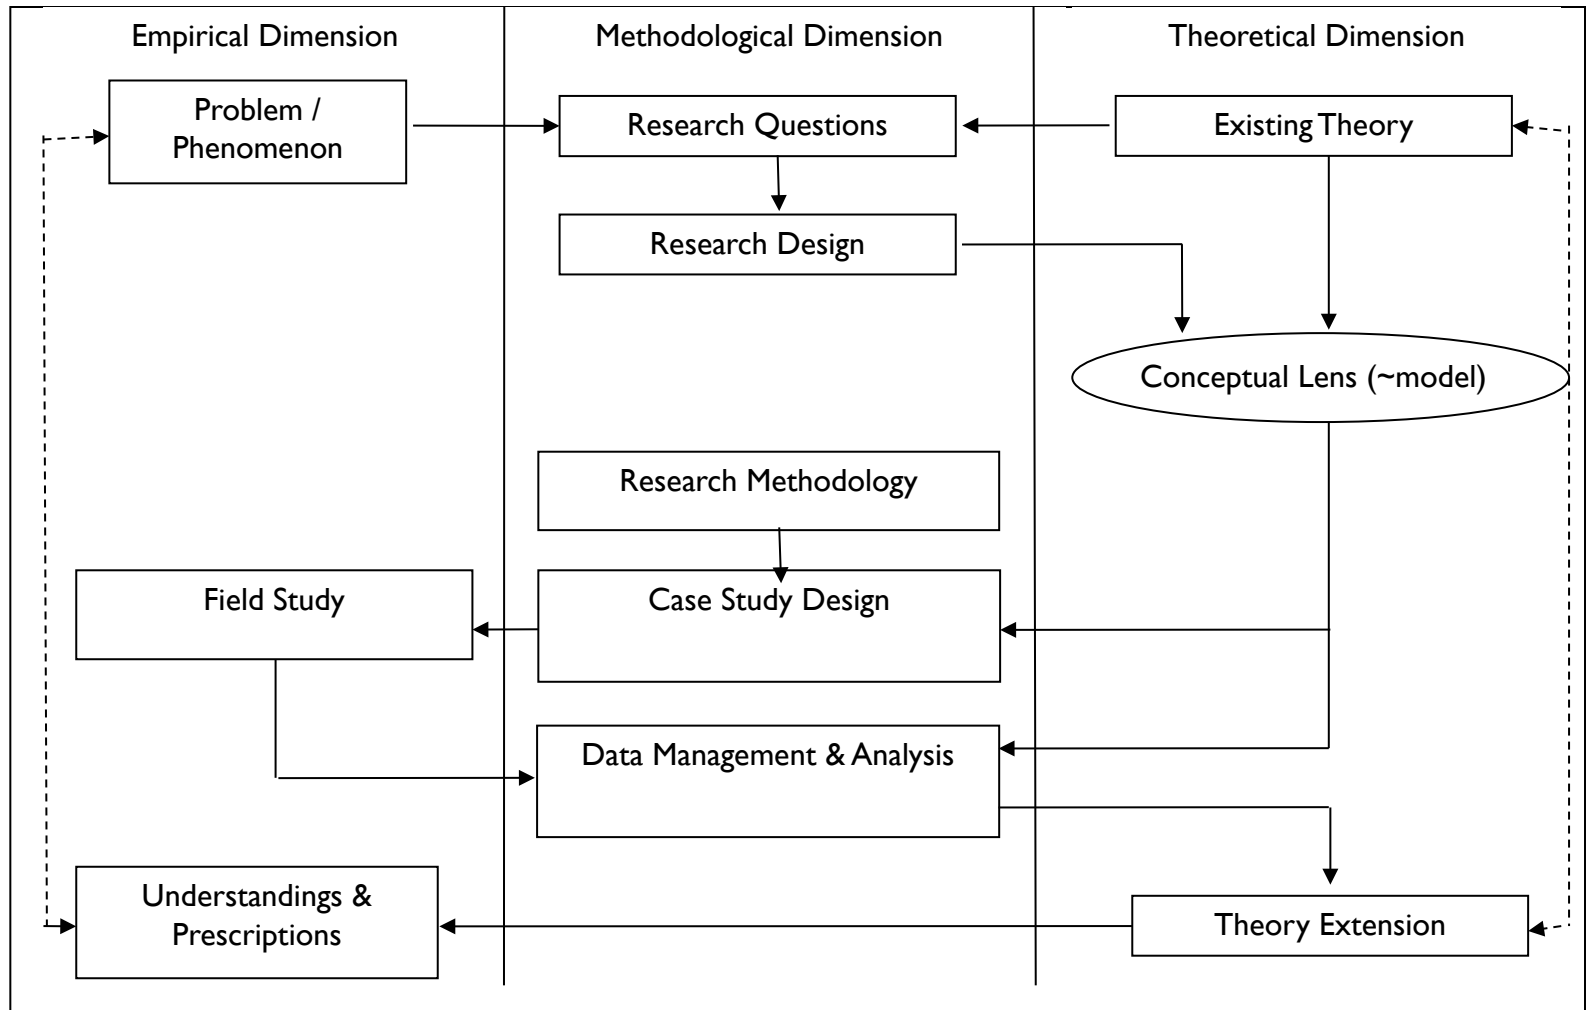 Empirical Dimension
Methodological Dimension
Theoretical Dimension
Problem /
Phenomenon
Research Questions
Existing Theory
Research Design
Conceptual Lens (~model)
Research Methodology
Field Study
Case Study Design
Data Management & Analysis
Understandings &
Prescriptions
Theory Extension